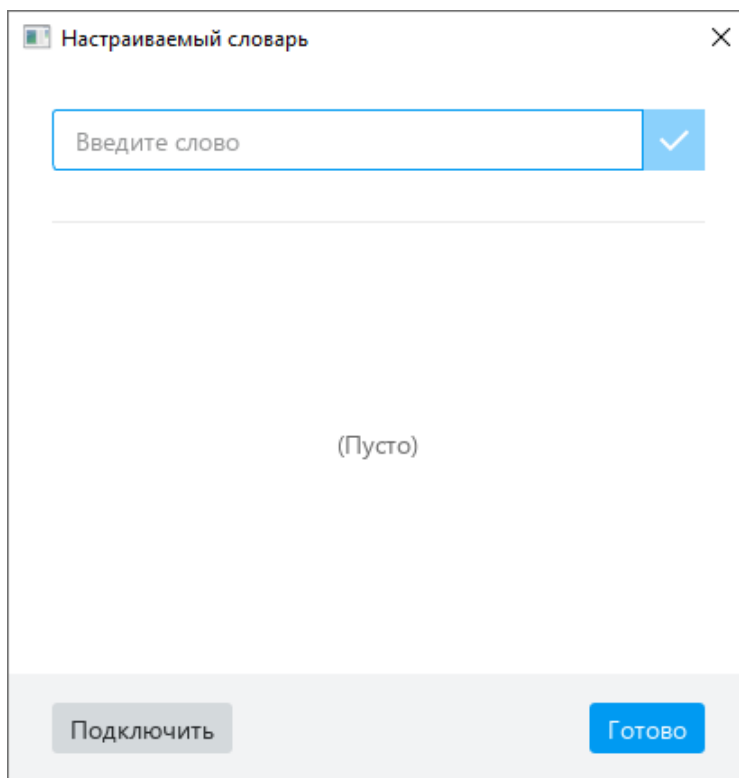 Настраиваемый словарь
Введите слово
(Пусто)
Подключить
Готово